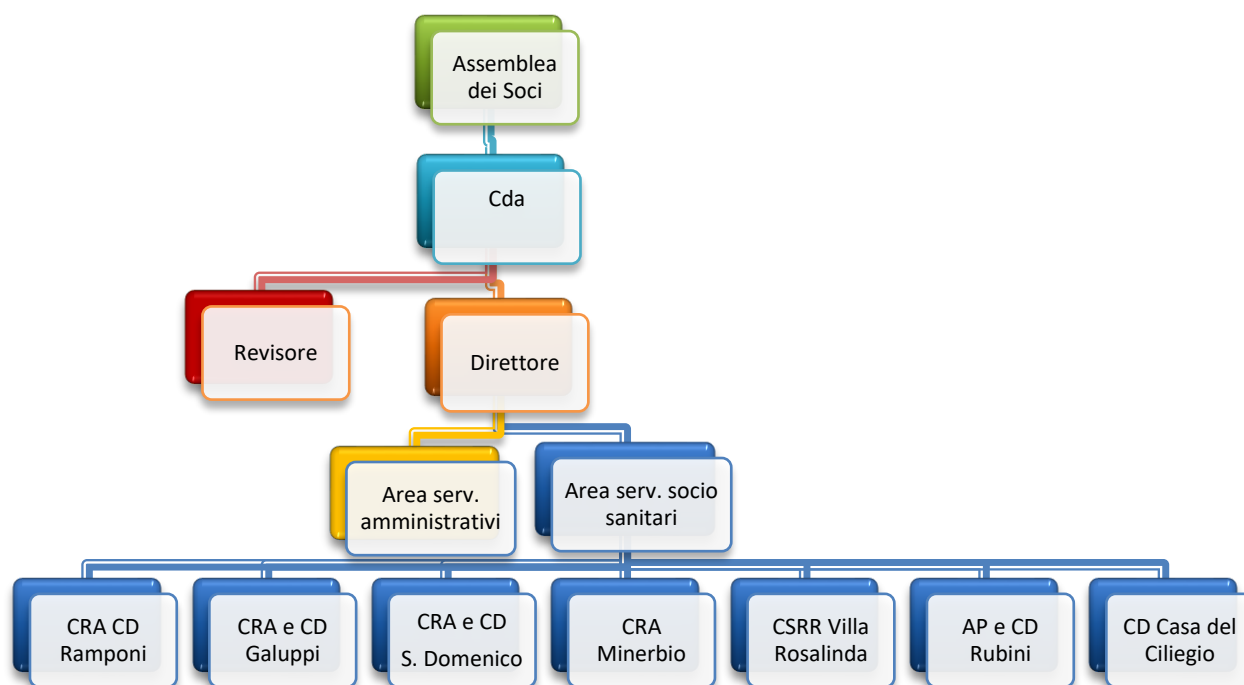 Assemblea
dei Soci
Cda
Revisore
Direttore
Area serv.
amministrativi
Area serv. socio
sanitari
CRA CD
Ramponi
CRA e CD
Galuppi
CRA e CD
S. Domenico
CRA
Minerbio
CSRR Villa
Rosalinda
AP e CD
Rubini
CD Casa del
Ciliegio